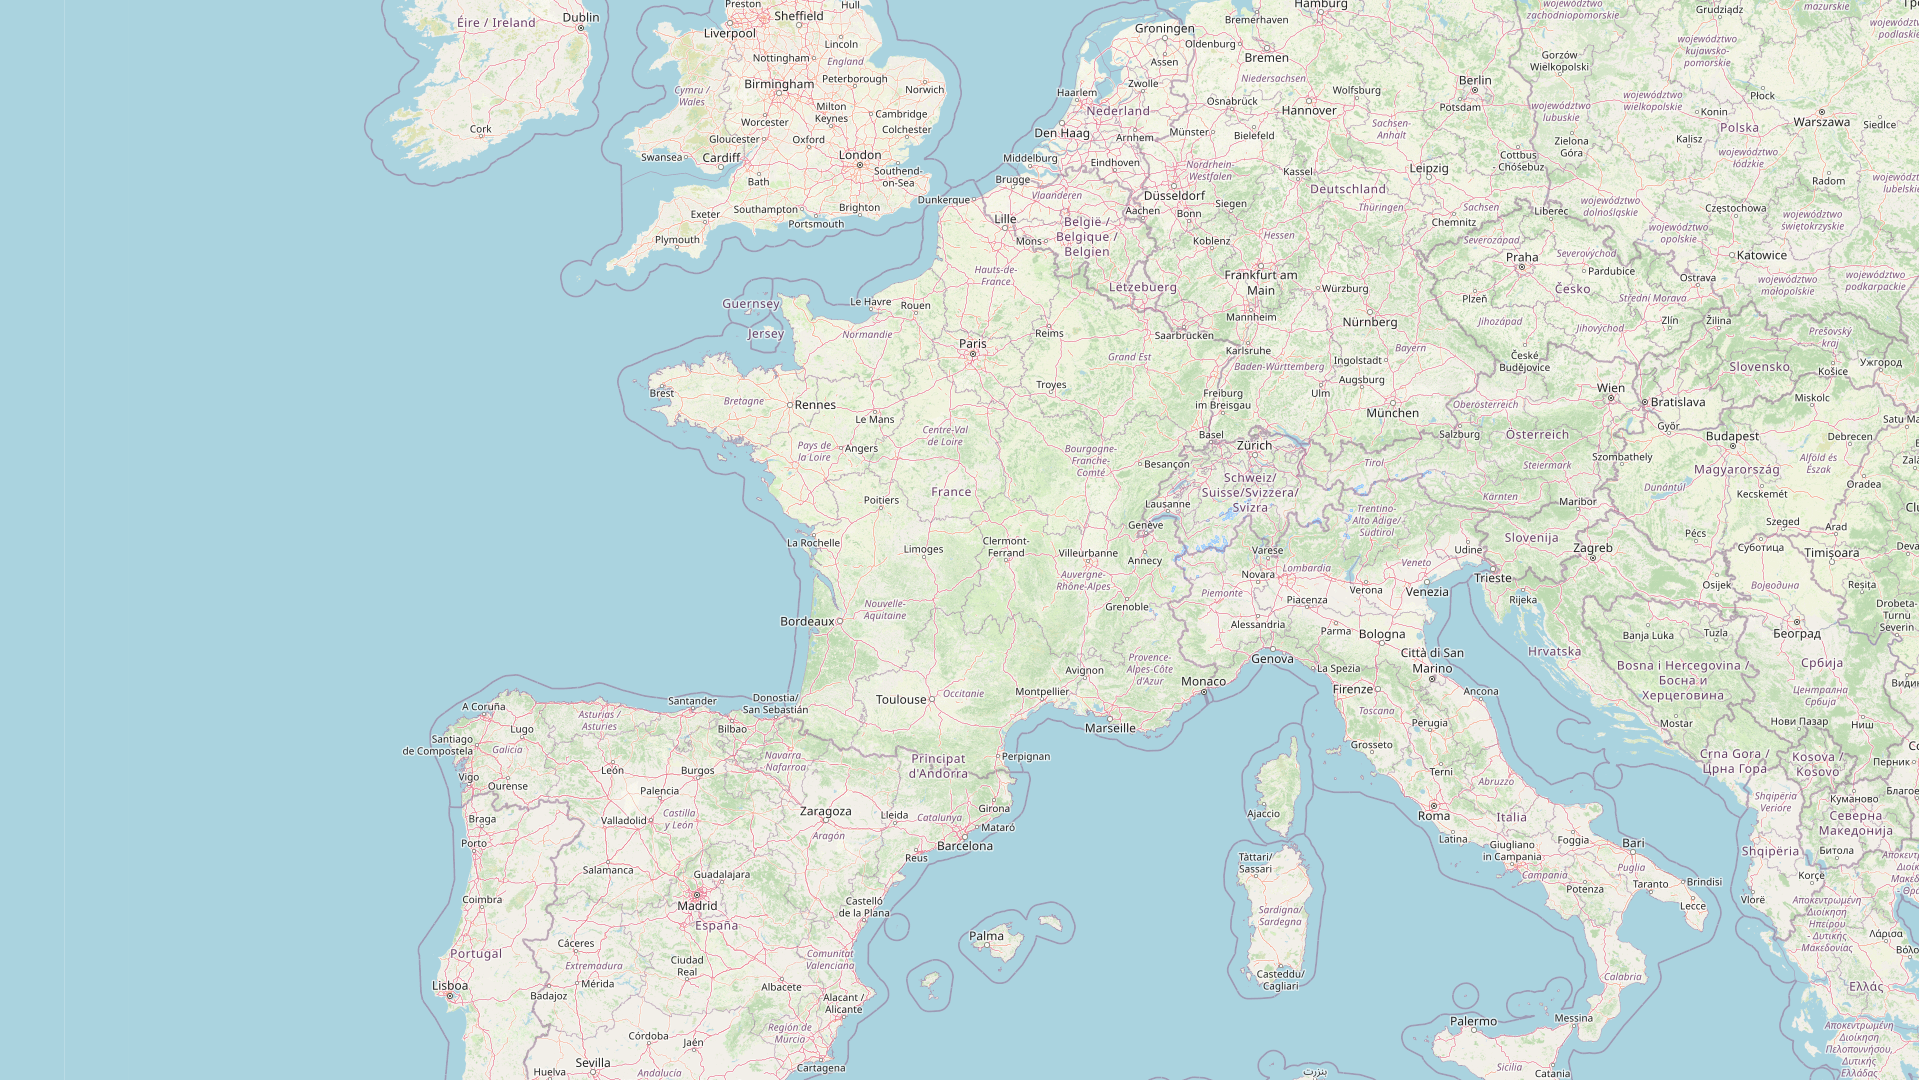 Éire / Ireland
Dublin
Cork
Preston
Hull
Sheffield
Liverpool
Lincoln
Nottingham
England
Birmingham
Peterborough
Norwich
Cymru /
Wales
Milton
Keynes
Cambridge
Worcester
Colchester
Gloucester
Oxford
Swansea
Cardiff
London
Southend-
on-Sea
Bath
Exeter
Southampton
Brighton
Portsmouth
Plymouth
Guernsey
Jersey
Groningen
Assen
Zwolle
Haarlem
Nederland
Den Haag
Arnhem
Middelburg
Eindhoven
Brugge
Vlaanderen
Dunkerque
Lille
België /
Belgique /
Belgien
Mons
Lëtzebuerg
Hamburg
Bremerhaven
Oldenburg
Bremen
Niedersachsen
Wolfsburg
Osnabrück
Hannover
Berlin
Potsdam
Münster
Bielefeld
Sachsen-
Anhalt
Nordrhein-
Westfalen
Kassel
Leipzig
Cottbus
Chóśebuz
Düsseldorf
Deutschland
Siegen
Aachen
Bonn
Thüringen
Sachsen
Chemnitz
Koblenz
Hessen
Frankfurt am
Main
Würzburg
Mannheim
Nürnberg
Saarbrücken
Karlsruhe
Bayern
Ingolstadt
Baden-Württemberg
Augsburg
Ulm
Freiburg
im Breisgau
München
województwo
zachodniopomorskie
Grudziądz
województwo
kujawsko-
pomorskie
Gorzów
Wielkopolski
województwo
wielkopolskie
Płock
Konin
województwo
lubuskie
Warszawa
Siedlce
Polska
Kalisz
Zielona
Góra
województwo
łódzkie
Radom
województwo
dolnośląskie
Częstochowa
województwo
świętokrzyskie
województwo
opolskie
Katowice
województwo
małopolskie
województwo
podkarpackie
Liberec
Severozápad
Praha
Severovýchod
Pardubice
Ostrava
Plzeň
Česko
Střední Morava
Jihozápad
Jihovýchod
Zlín
Žilina
Prešovský
kraj
České
Budějovice
Slovensko
Košice
Ужгород
Wien
Bratislava
Miskolc
Oberösterreich
Salzburg
Österreich
Győr
Budapest
Debrecen
Satu M
Szombathely
Magyarország
Alföld és
Észak
Tirol
Steiermark
Kärnten
Maribor
Dunántúl
Kecskemét
Oradea
Szeged
Arad
Pécs
Le Havre
Rouen
Hauts-de-
France
Normandie
Paris
Reims
Grand Est
Troyes
Brest
Bretagne
Rennes
Le Mans
Pays de
la Loire
Angers
Centre-Val
de Loire
Bourgogne-
Franche-
Comté
Besançon
Basel
Zürich
Schweiz/
Suisse/Svizzera/
Svizra
Lausanne
Genève
France
Poitiers
La Rochelle
Limoges
Clermont-
Ferrand
Villeurbanne
Annecy
Auvergne-
Rhône-Alpes
Grenoble
Nouvelle-
Aquitaine
Bordeaux
Avignon
Provence-
Alpes-Côte
d'Azur
Monaco
Toulouse
Occitanie
Montpellier
Marseille
Perpignan
Principat
d'Andorra
Trentino-
Alto Adige/
Südtirol
Varese
Lombardia
Novara
Verona
Veneto
Udine
Trieste
Venezia
Piemonte
Piacenza
Alessandria
Parma
Bologna
Genova
La Spezia
Città di San
Marino
Firenze
Ancona
Toscana
Perugia
Grosseto
Terni
Abruzzo
Roma
Italia
Latina
Giugliano
in Campania
Foggia
Bari
Puglia
Campania
Potenza
Taranto
Brindisi
Lecce
Calabria
Messina
Palermo
Sicilia
Catania
Ajaccio
Tàttari/
Sassari
Sardigna/
Sardegna
Casteddu/
Cagliari
بنزرت
Slovenija
Zagreb
Rijeka
Hrvatska
Osijek
Суботица
Војводина
Timișoara
Deva
Reșița
Drobeta-
Turnu
Severin
Banja Luka
Tuzla
Београд
Bosna i Hercegovina /
Босна и
Херцеговина
Србија
Централна
Србија
Mostar
Нови Пазар
Ниш
Crna Gora /
Црна Гора
Kosova /
Kosovo
Перник
Куманово
Северна
Македонија
Shqipëria
Veriore
Shqipëria
Битола
Korçë
Vlorë
Αποκεντρωμένη
Διοίκηση
Ηπείρου
- Δυτικής
Μακεδονίας
Λάρισα
Ελλάς
Αποκεντρωμένη
Διοίκηση
Πελοποννήσου,
Δυτικής
Ελλάδας
A Coruña
Lugo
Santiago
de Compostela
Galicia
Vigo
Ourense
Asturias /
Asturies
Santander
Donostia/
San Sebastián
Bilbao
Navarra
- Nafarroa
León
Burgos
Palencia
Castilla
y León
Valladolid
Zaragoza
Lleida
Catalunya
Girona
Mataró
Barcelona
Reus
Aragón
Braga
Porto
Salamanca
Guadalajara
Madrid
España
Coimbra
Castelló
de la Plana
Portugal
Cáceres
Extremadura
Mérida
Badajoz
Lisboa
Ciudad
Real
Comunitat
Valenciana
Albacete
Alacant /
Alicante
Palma
Córdoba
Jaén
Región de
Murcia
Cartagena
Sevilla
Huelva
Andalucía